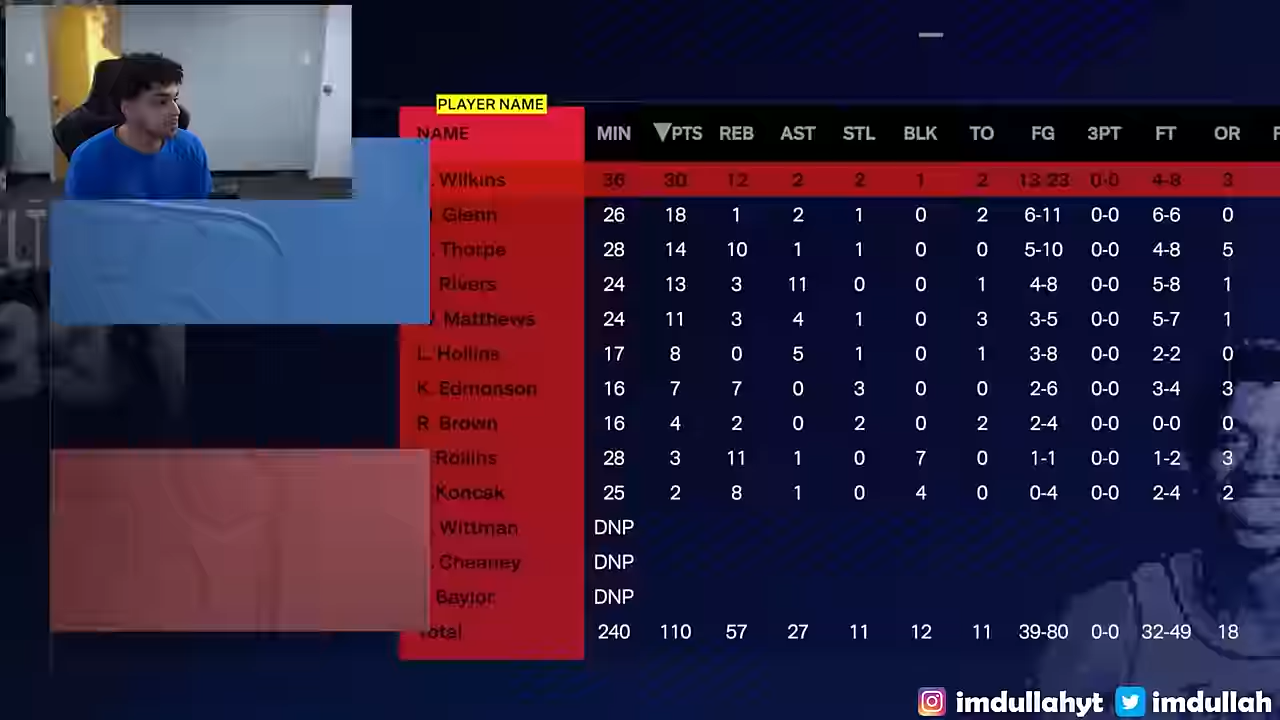 PLAYER NAME
NAME MIN ▼PTS REB AST STL BLK TO FG 3PT FT OR F
. Wilkins 36 30 12 2 2 1 2 13-23 0-0 4-8 3
Glenn 26 18 1 2 1 0 2 6-11 0-0 6-6 0
. Thorpe 28 14 10 1 1 0 0 5-10 0-0 4-8 5
Rivers 24 13 3 11 0 0 1 4-8 0-0 5-8 1
. Matthews 24 11 3 4 1 0 3 3-5 0-0 5-7 1
L. Hollins 17 8 0 5 1 0 1 3-8 0-0 2-2 0
K. Edmonson 16 7 7 0 3 0 0 2-6 0-0 3-4 3
R. Brown 16 4 2 0 2 0 2 2-4 0-0 0-0 0
Rollins 28 3 11 1 0 7 0 1-1 0-0 1-2 3
Koncak 25 2 8 1 0 4 0 0-4 0-0 2-4 2
. Wittman DNP
. Cheaney DNP
Baylor DNP
Total 240 110 57 27 11 12 11 39-80 0-0 32-49 18
imdullahyt imdullah